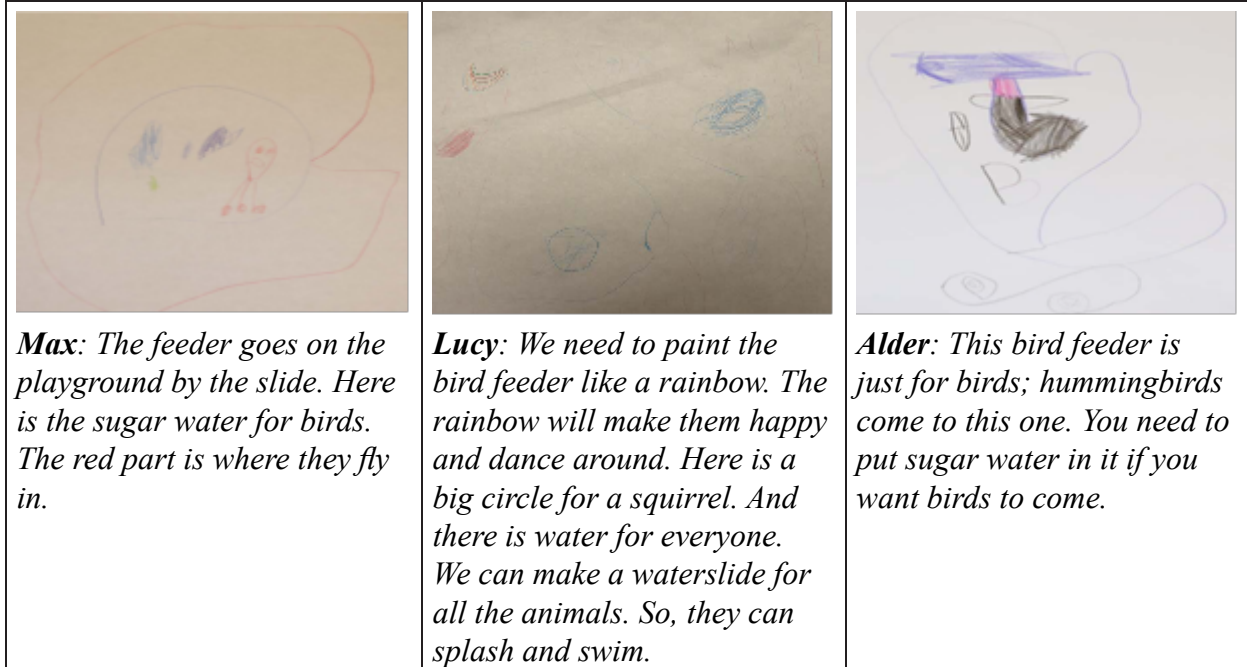 Max: The feeder goes on the
playground by the slide. Here
is the sugar water for birds.
The red part is where they fly
in.
Lucy: We need to paint the
bird feeder like a rainbow. The
rainbow will make them happy
and dance around. Here is a
big circle for a squirrel. And
there is water for everyone.
We can make a waterslide for
all the animals. So, they can
splash and swim.
Alder: This bird feeder is
just for birds; hummingbirds
come to this one. You need to
put sugar water in it if you
want birds to come.